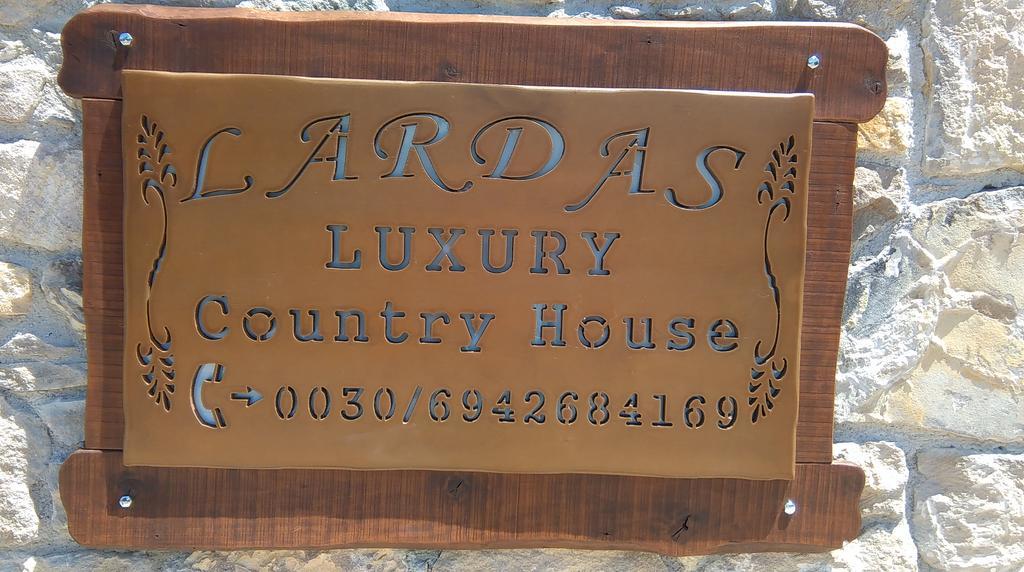 LARDAS
LUXURY
Country House
0030/6942684169